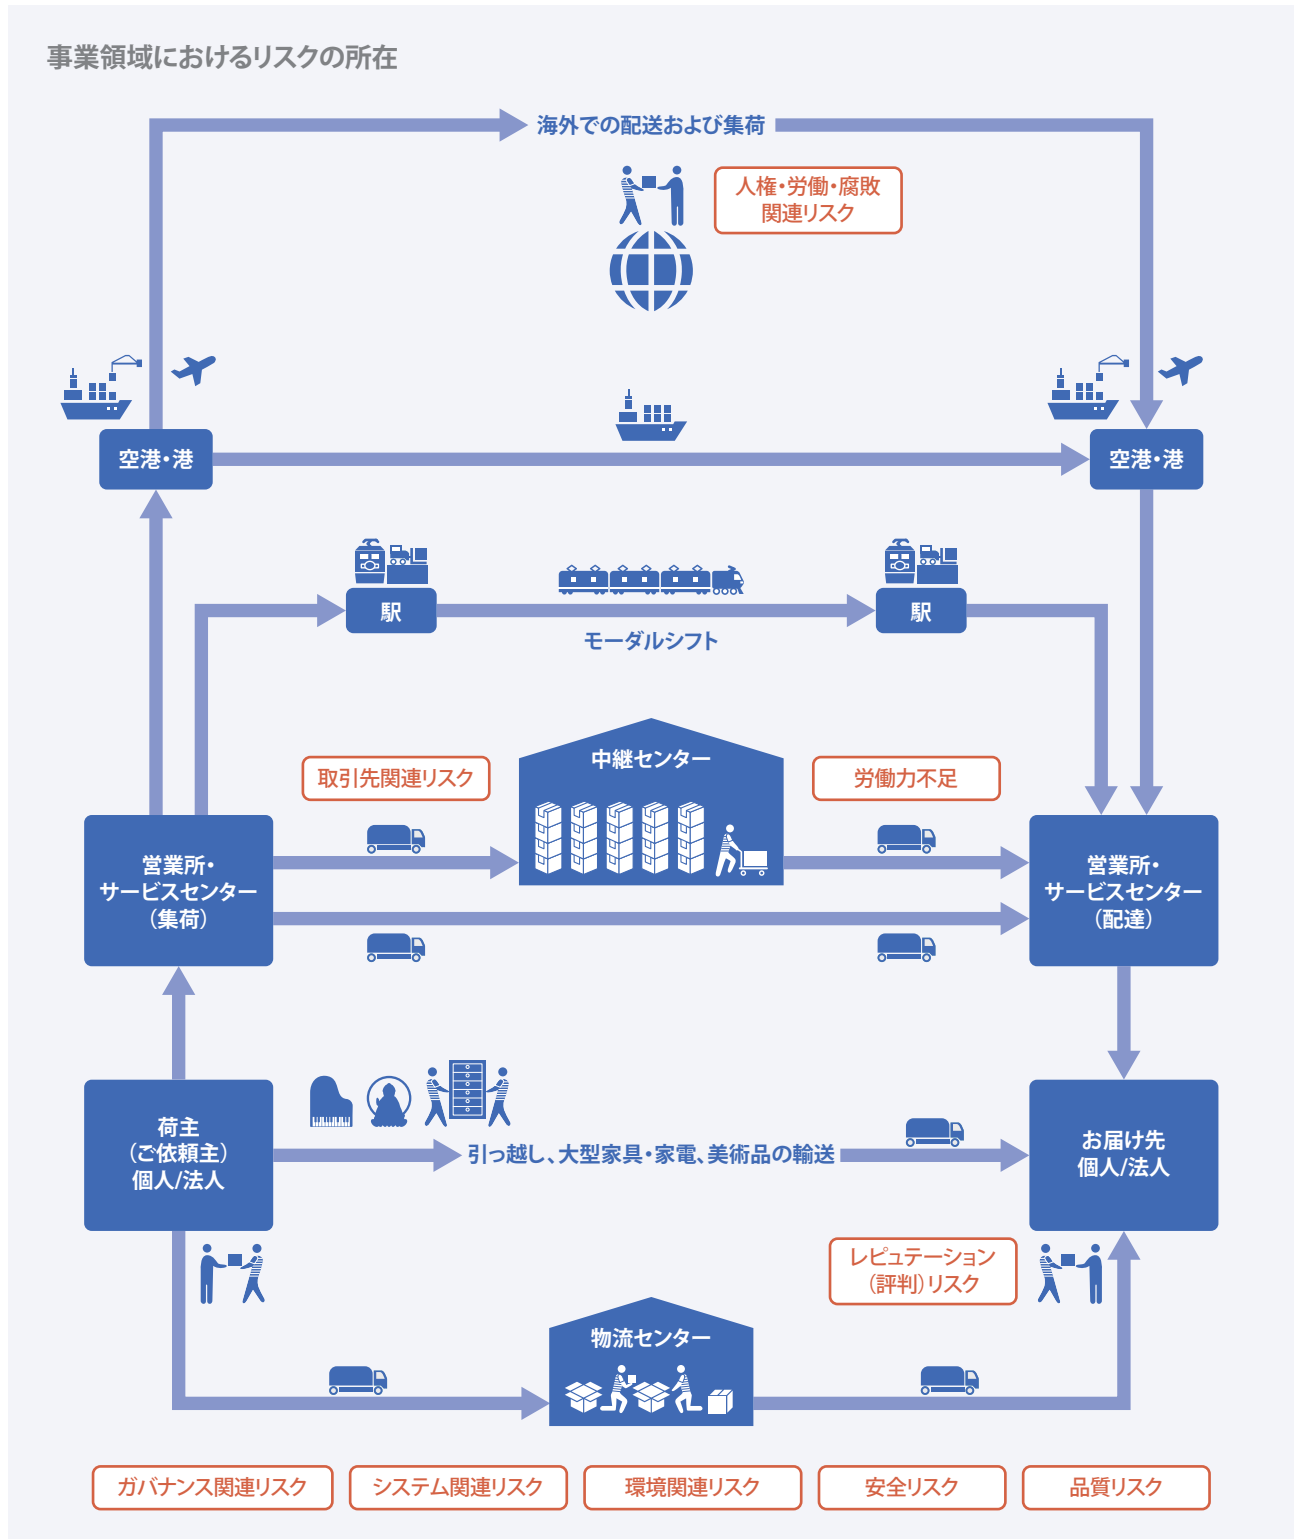 事業領域におけるリスクの所在
海外での配送および集荷
人権・労働・腐敗
関連リスク
空港・港
空港・港
駅
駅
モーダルシフト
中継センター
取引先関連リスク
労働力不足
営業所・
サービスセンター
（集荷）
営業所・
サービスセンター
（配達）
荷主
（ご依頼主）
個人/法人
引っ越し、大型家具・家電、美術品の輸送
お届け先
個人/法人
レピュテーション
（評判）リスク
物流センター
ガバナンス関連リスク
システム関連リスク
環境関連リスク
安全リスク
品質リスク